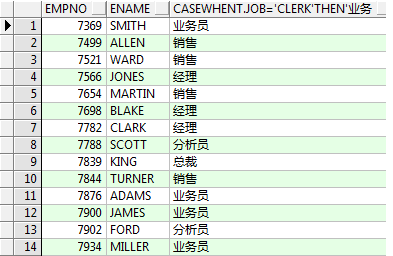 EMPNO ENAME CASEWHENT.JOB='CLERK'THEN'业务
1 7369 SMITH 业务员
2 7499 ALLEN 销售
3 7521 WARD 销售
4 7566 JONES 经理
5 7654 MARTIN 销售
6 7698 BLAKE 经理
7 7782 CLARK 经理
8 7788 SCOTT 分析员
9 7839 KING 总裁
10 7844 TURNER 销售
11 7876 ADAMS 业务员
12 7900 JAMES 业务员
13 7902 FORD 分析员
14 7934 MILLER 业务员